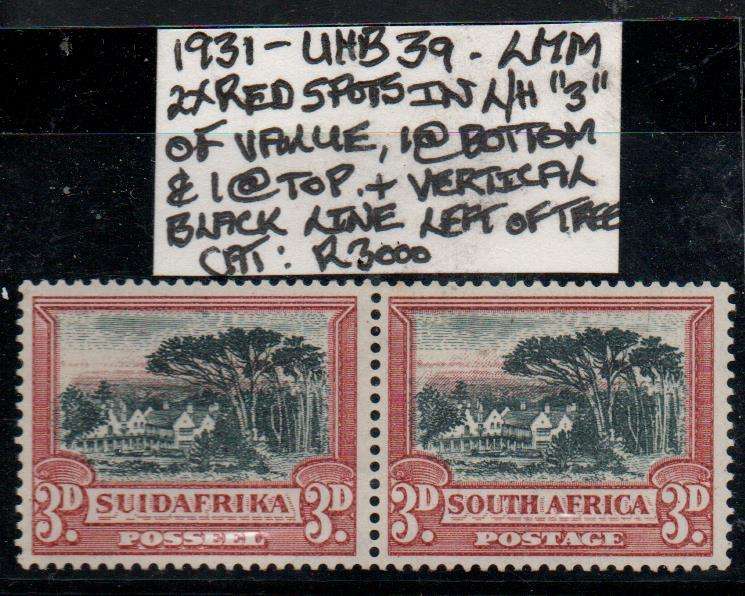 1931 - UHB 39 - LMM
2X RED SPOTS IN L/H "3"
OF VALUE, 1@BOTTOM
& 1@TOP. + VERTICAL
BLACK LINE LEFT OF TREE
CAT: R3000
3D. SUIDAFRIKA 3D.
POSSEEL
3D. SOUTH AFRICA 3D.
POSTAGE